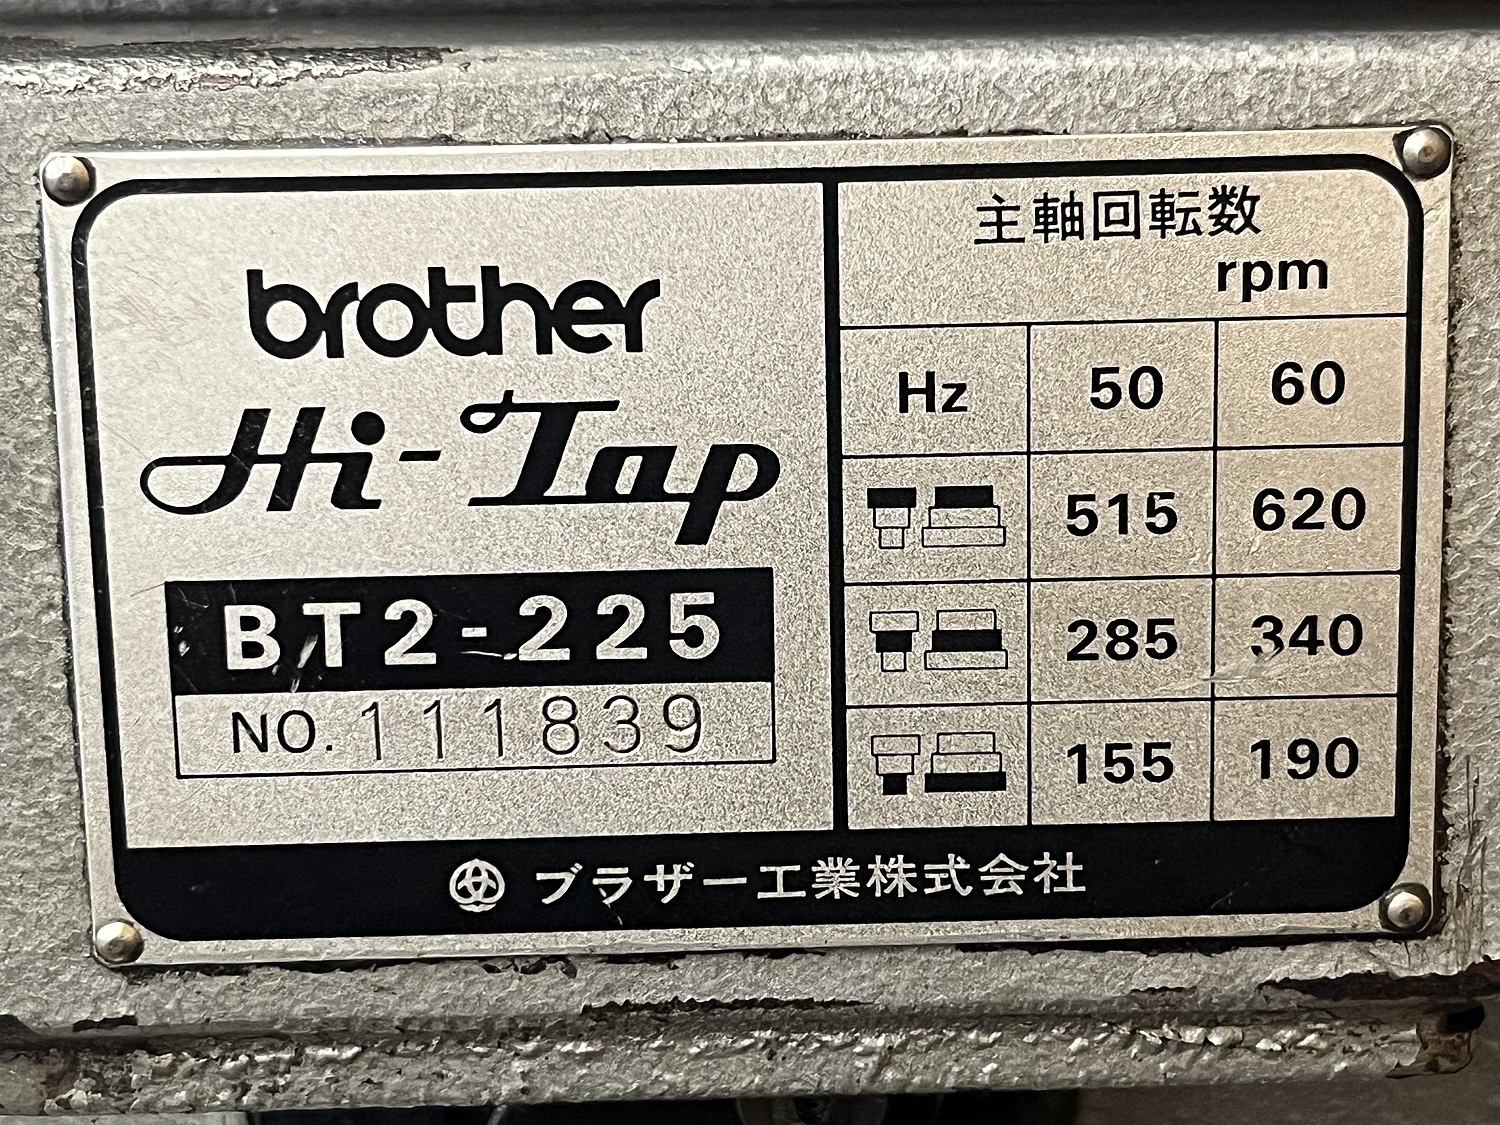 brother
Hi-Tap
BT2-225
NO. 111839
主軸回転数
rpm
Hz 50 60
515 620
285 340
155 190
ブラザー工業株式会社